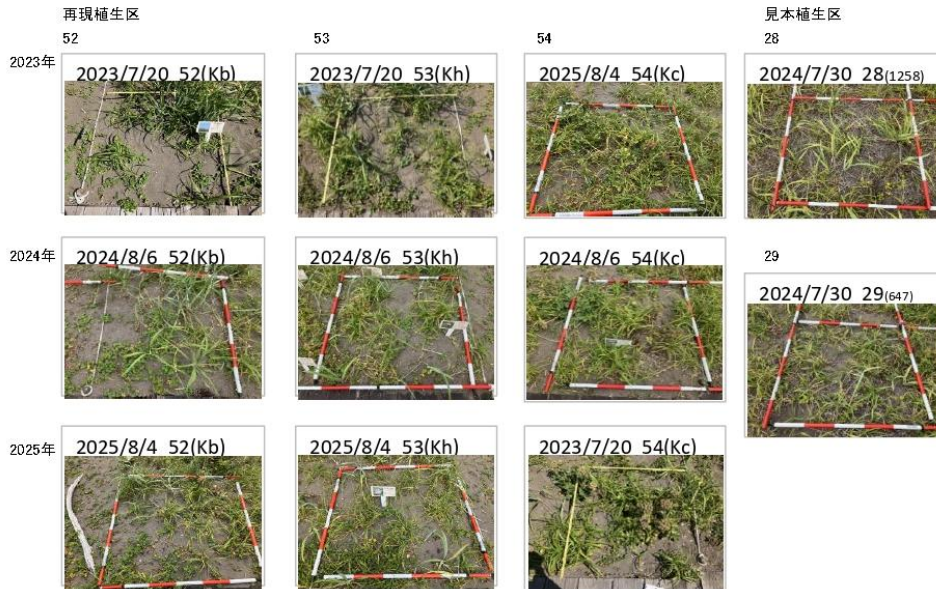 再現植生区 見本植生区
52 53 54 28
2023年
2023/7/20 52(Kb)
2023/7/20 53(Kh)
2025/8/4 54(Kc)
2024/7/30 28(1258)
2024年
2024/8/6 52(Kb)
2024/8/6 53(Kh)
2024/8/6 54(Kc)
29
2024/7/30 29(647)
2025年
2025/8/4 52(Kb)
2025/8/4 53(Kh)
2023/7/20 54(Kc)